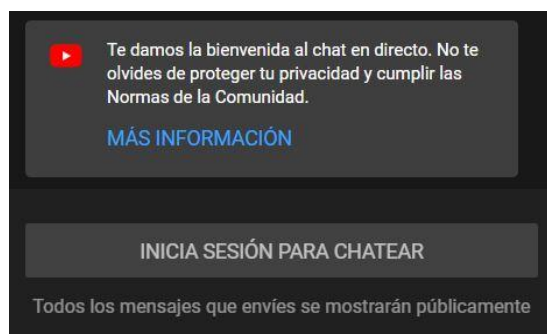 Te damos la bienvenida al chat en directo. No te
olvides de proteger tu privacidad y cumplir las
Normas de la Comunidad.
MÁS INFORMACIÓN
INICIA SESIÓN PARA CHATEAR
Todos los mensajes que envíes se mostrarán públicamente